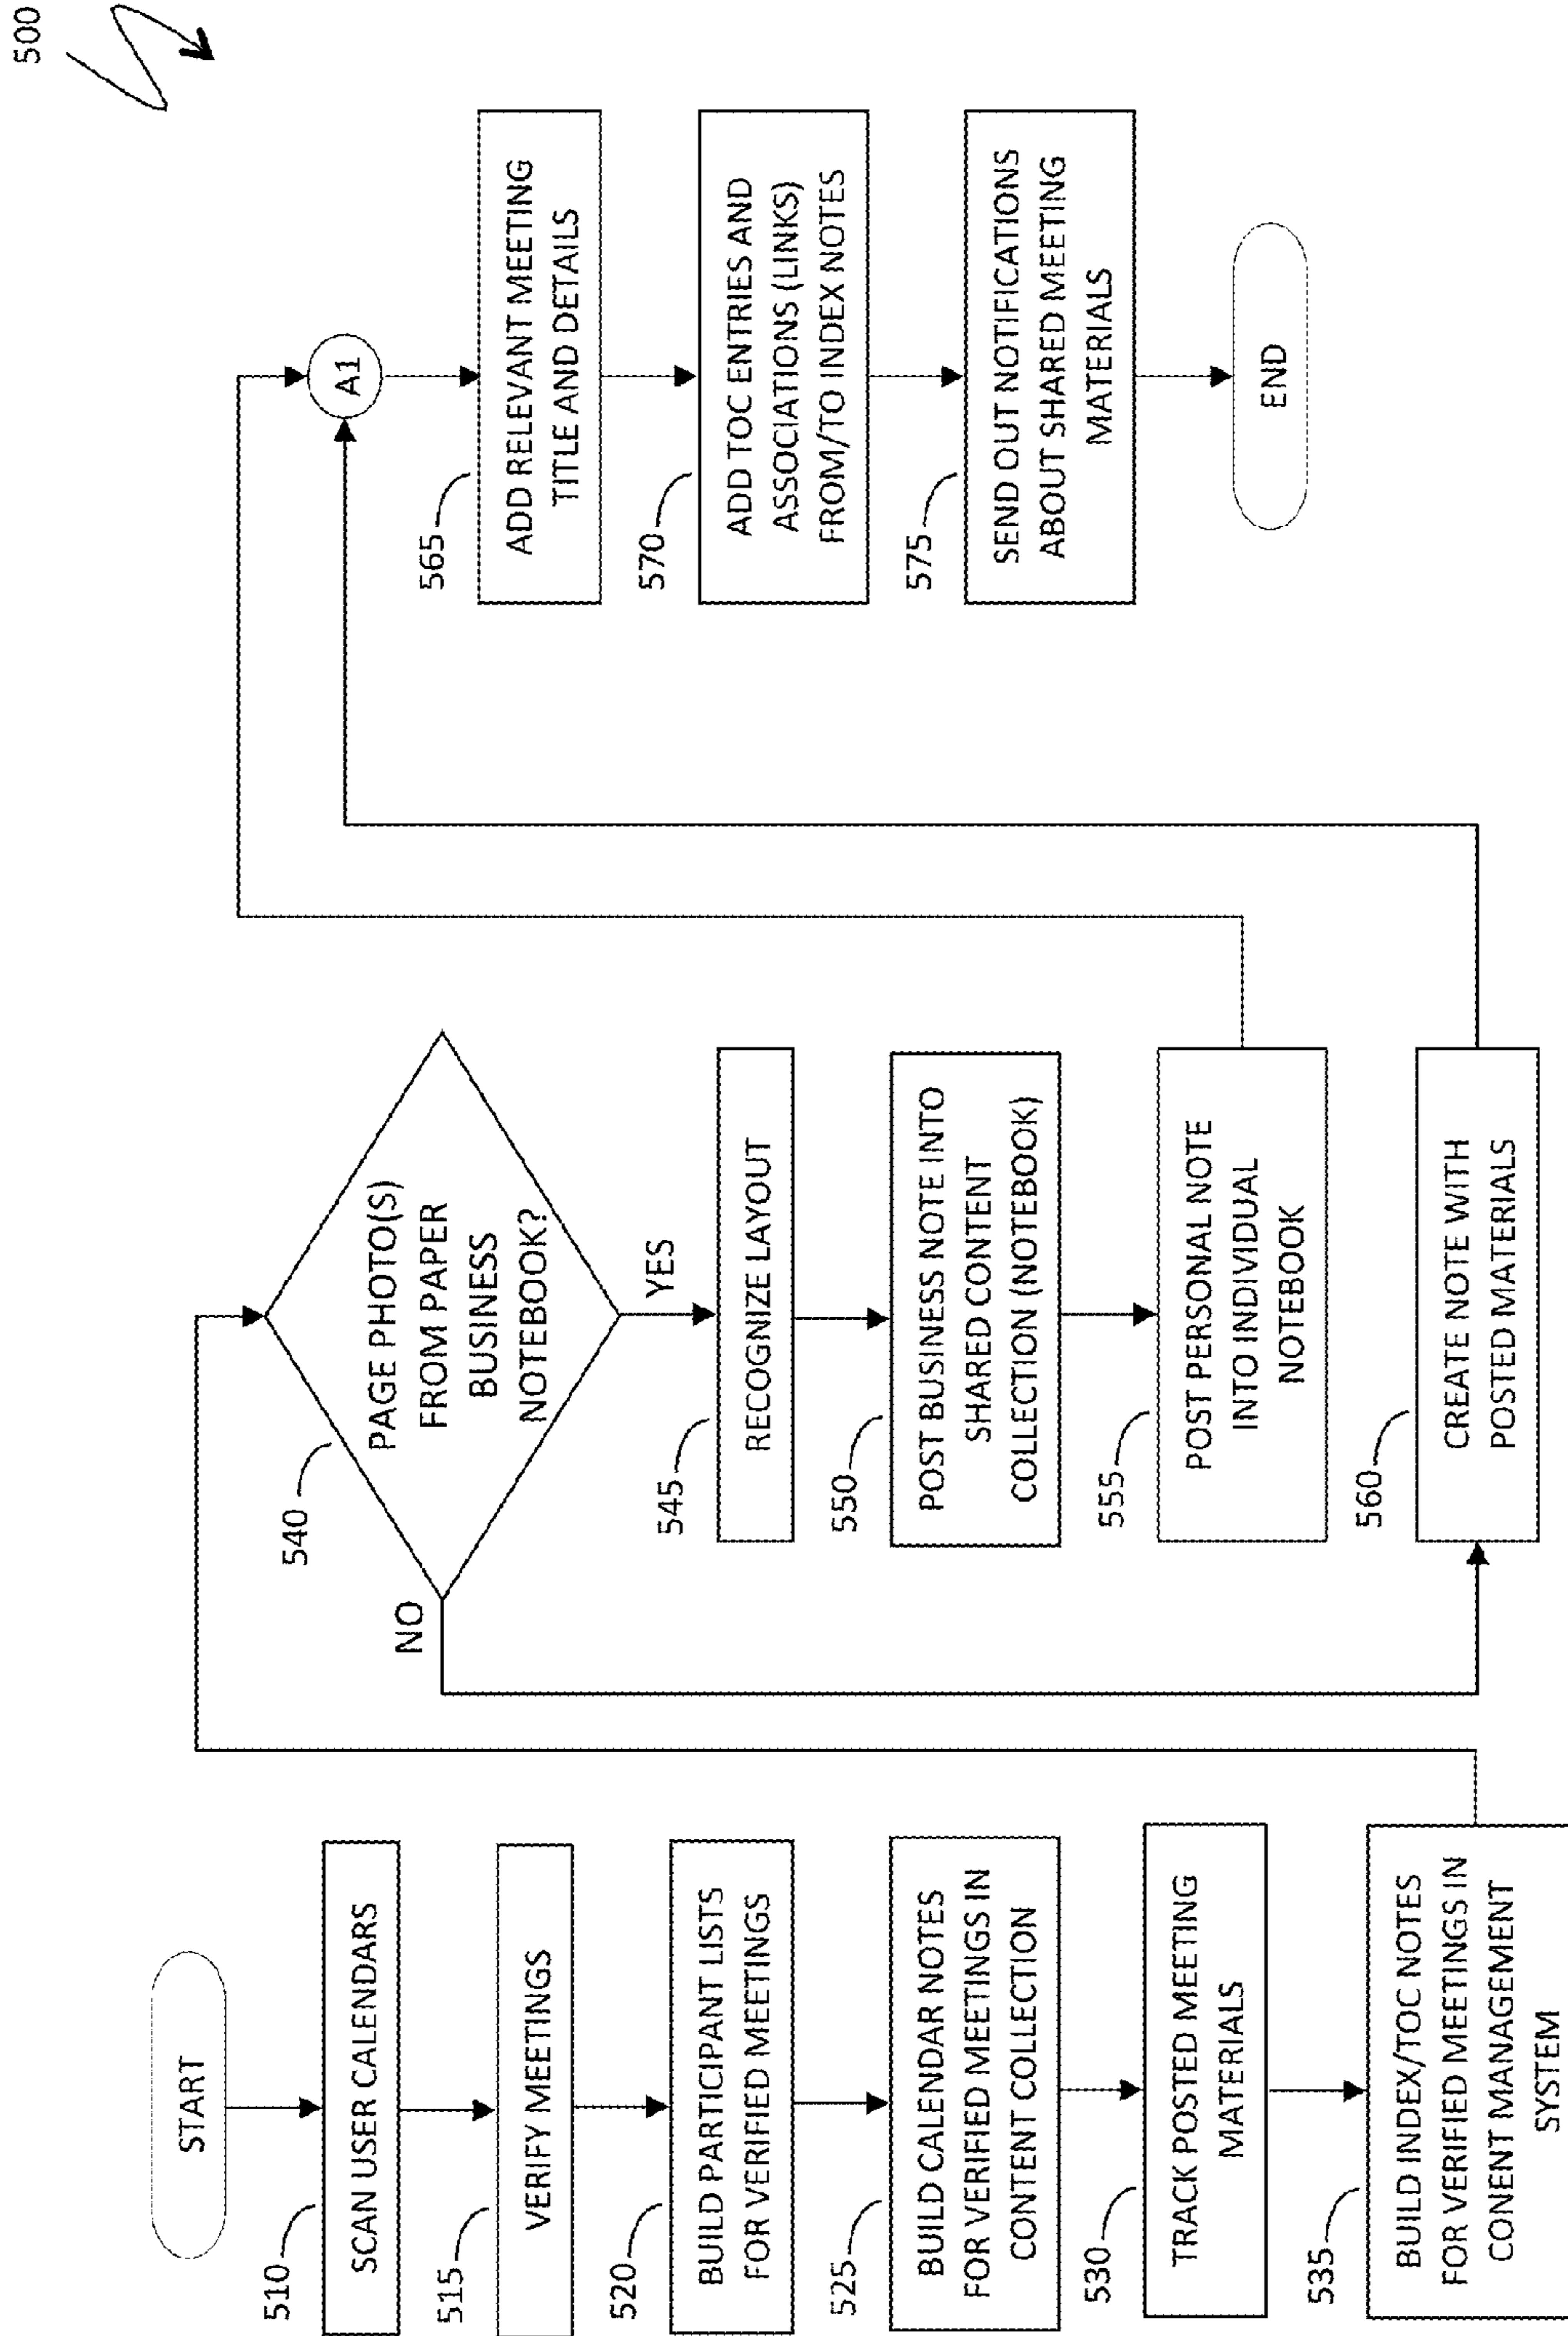 500
START
510
SCAN USER CALENDARS
515
VERIFY MEETINGS
520
BUILD PARTICIPANT LISTS
FOR VERIFIED MEETINGS
525
BUILD CALENDAR NOTES
FOR VERIFIED MEETINGS IN
CONTENT COLLECTION
530
TRACK POSTED MEETING
MATERIALS
535
BUILD INDEX/TOC NOTES
FOR VERIFIED MEETINGS IN
CONENT MANAGEMENT
SYSTEM
540
PAGE PHOTO(S)
FROM PAPER
BUSINESS
NOTEBOOK?
NO
YES
545
RECOGNIZE LAYOUT
550
POST BUSINESS NOTE INTO
SHARED CONTENT
COLLECTION (NOTEBOOK)
555
POST PERSONAL NOTE
INTO INDIVIDUAL
NOTEBOOK
560
CREATE NOTE WITH
POSTED MATERIALS
A1
565
ADD RELEVANT MEETING
TITLE AND DETAILS
570
ADD TOC ENTRIES AND
ASSOCIATIONS (LINKS)
FROM/TO INDEX NOTES
575
SEND OUT NOTIFICATIONS
ABOUT SHARED MEETING
MATERIALS
END